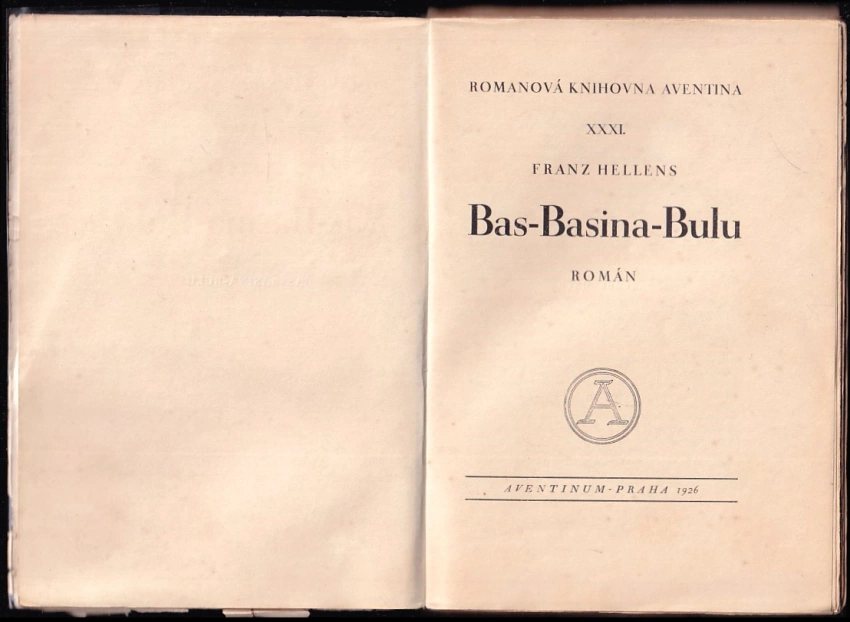 ROMANOVÁ KNIHOVNA AVENTINA
XXXI.
FRANZ HELLENS
Bas-Basina-Bulu
ROMÁN
A
AVENTINUM-PRAHA 1926